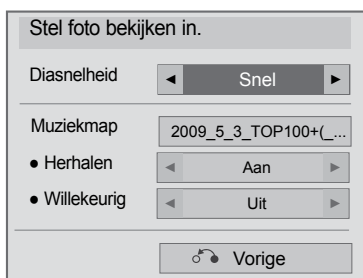 Stel foto bekijken in.
Diasnelheid ◄ Snel ►
Muziekmap 2009_5_3_TOP100+(_...
● Herhalen ◄ Aan ►
● Willekeurig ◄ Uit ►
Vorige